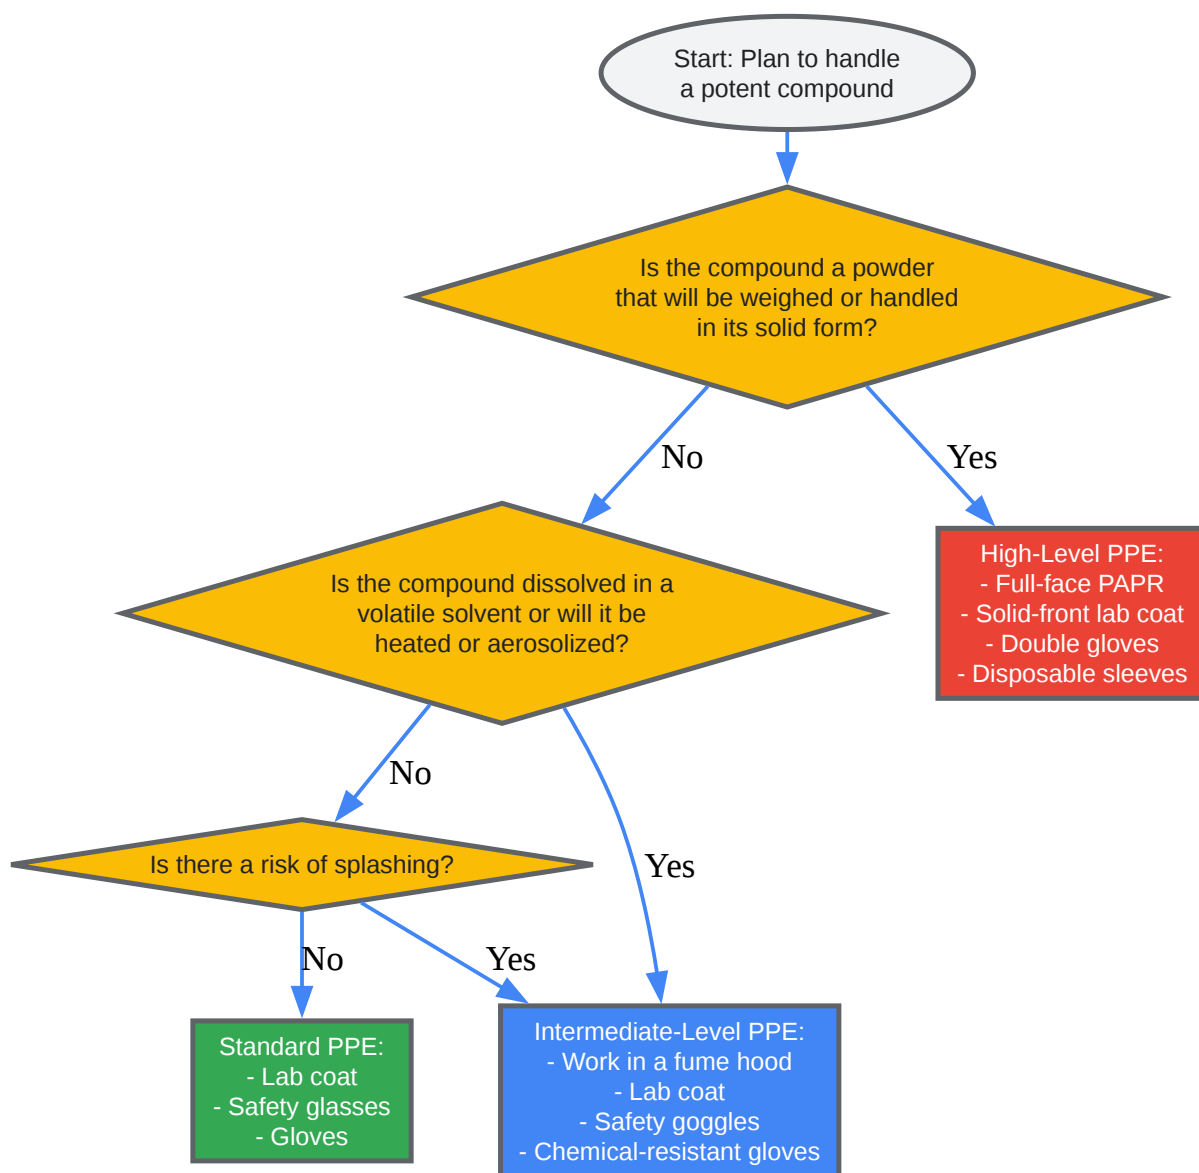 Start: Plan to handle
a potent compound
Is the compound a powder
that will be weighed or handled
in its solid form?
No
Yes
High-Level PPE:
- Full-face PAPR
- Solid-front lab coat
- Double gloves
- Disposable sleeves
Is the compound dissolved in a
volatile solvent or will it be
heated or aerosolized?
No
Yes
Is there a risk of splashing?
No
Yes
Standard PPE:
- Lab coat
- Safety glasses
- Gloves
Intermediate-Level PPE:
- Work in a fume hood
- Lab coat
- Safety goggles
- Chemical-resistant gloves